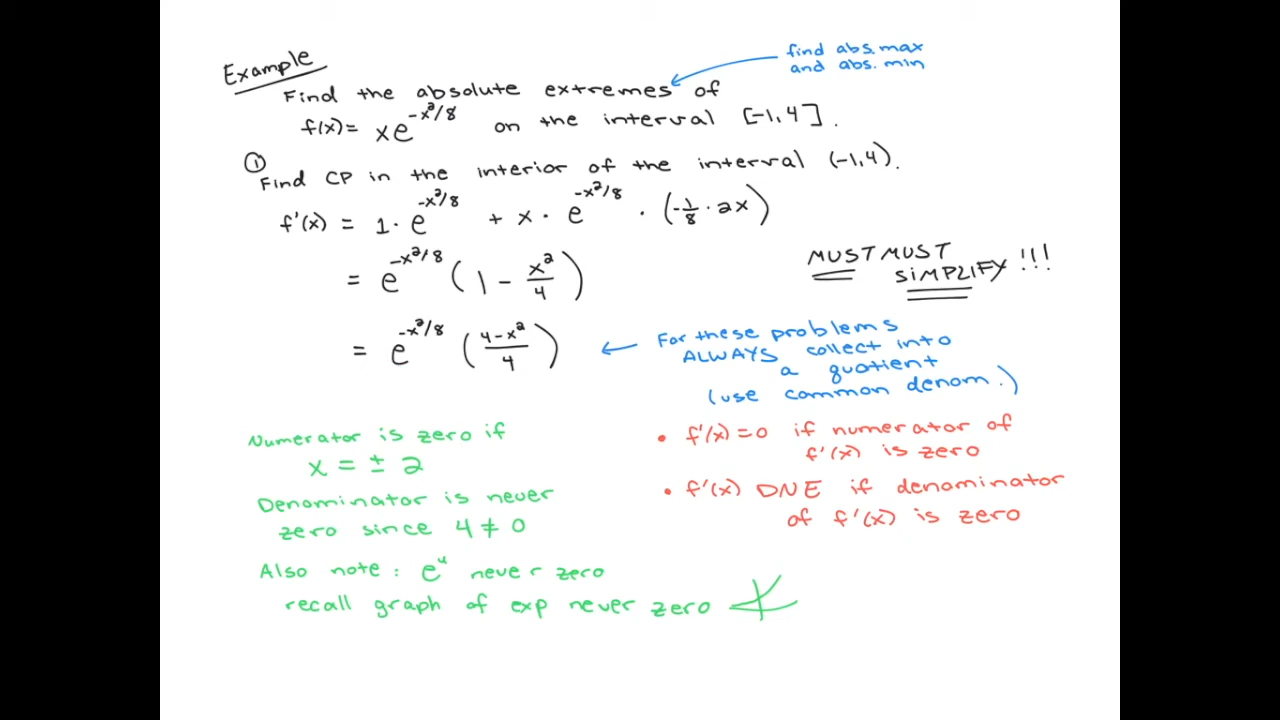 Example
find abs. max
and abs. min
Find the absolute extremes of
f(x) = xe^(-x²/8) on the interval [-1, 4].
① Find CP in the interior of the interval (-1, 4).
f'(x) = 1 · e^(-x²/8) + x · e^(-x²/8) · (-1/8 · 2x)
= e^(-x²/8) (1 - x²/4)
MUST MUST
SIMPLIFY !!!
= e^(-x²/8) ((4-x²)/4)
For these problems
ALWAYS collect into
a quotient
(use common denom.)
Numerator is zero if
x = ± 2
Denominator is never
zero since 4 ≠ 0
Also note: e^u never zero
recall graph of exp never zero
• f'(x) = 0 if numerator of
f'(x) is zero
• f'(x) DNE if denominator
of f'(x) is zero